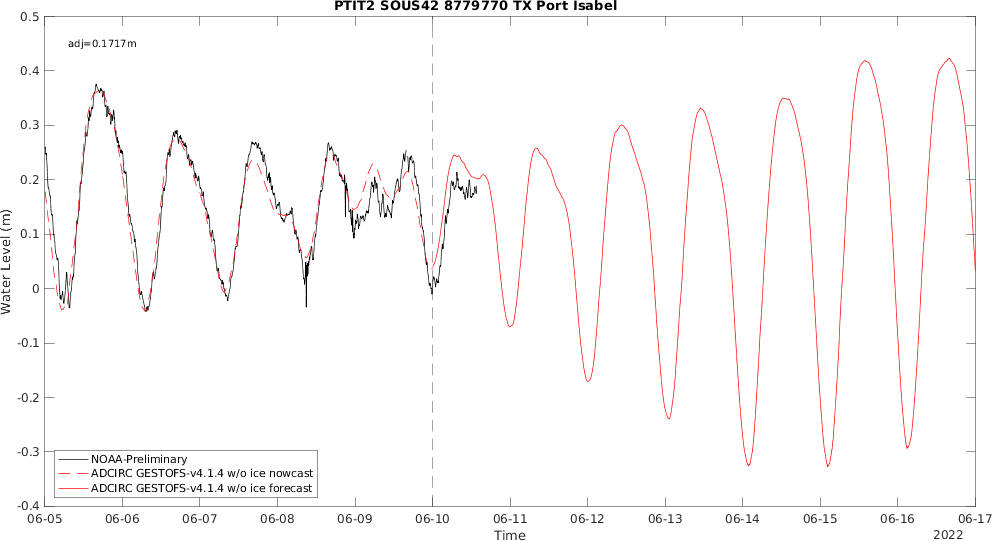 PTIT2 SOUS42 8779770 TX Port Isabel
adj=0.1717m
0.5
0.4
0.3
0.2
0.1
0
-0.1
-0.2
-0.3
-0.4
Water Level (m)
NOAA-Preliminary
ADCIRC GESTOFS-v4.1.4 w/o ice nowcast
ADCIRC GESTOFS-v4.1.4 w/o ice forecast
06-05 06-06 06-07 06-08 06-09 06-10 06-11 06-12 06-13 06-14 06-15 06-16 06-17
Time
2022